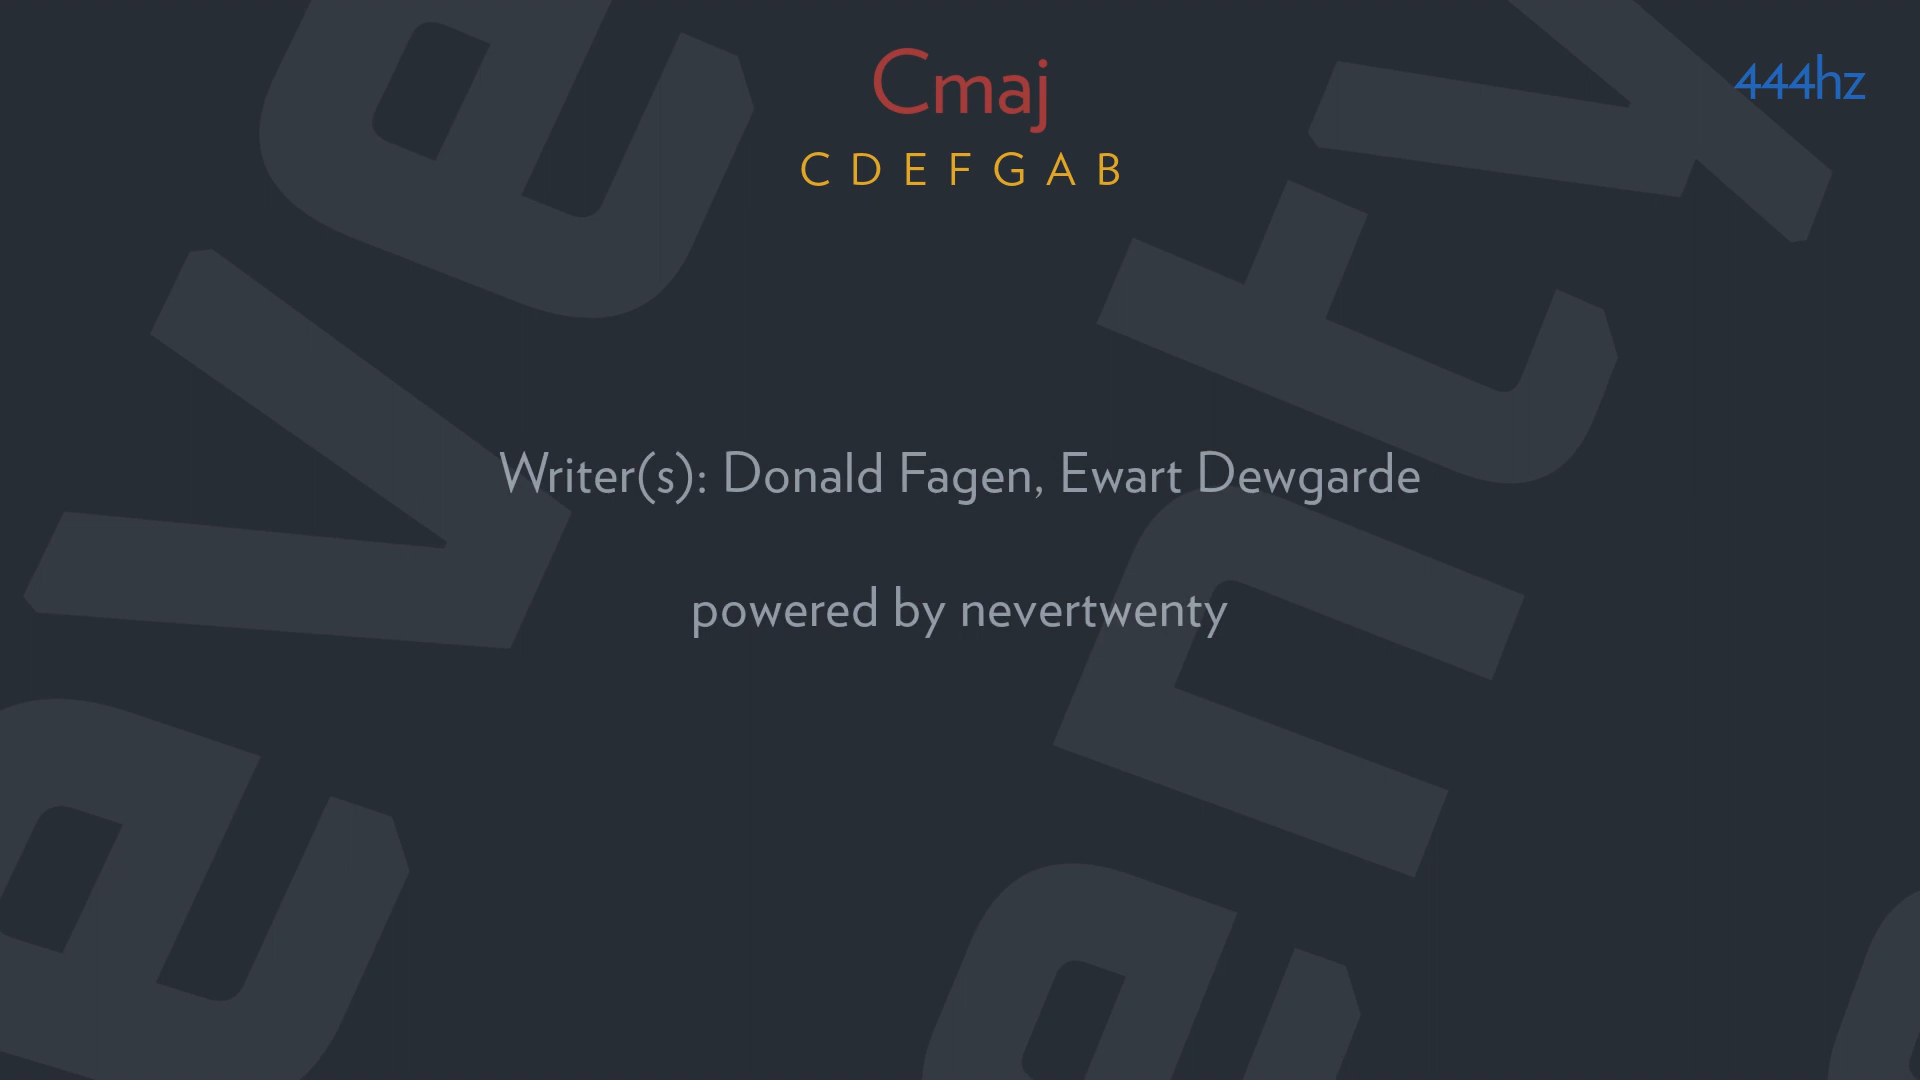 Cmaj
444hz
C D E F G A B
Writer(s): Donald Fagen, Ewart Dewgarde
powered by nevertwenty